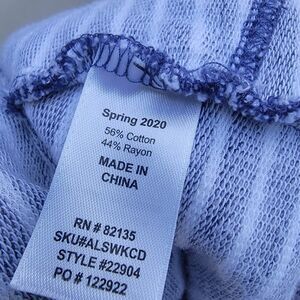 Spring 2020
56% Cotton
44% Rayon
MADE IN
CHINA
RN # 82135
SKU#ALSWKCD
STYLE #22904
PO # 122922